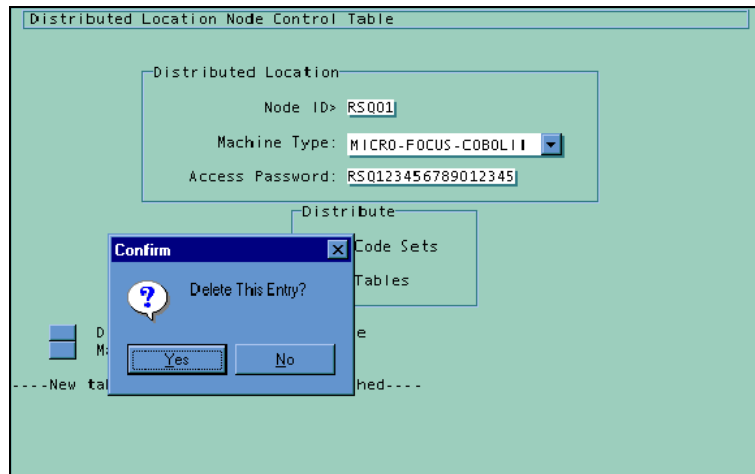 Distributed Location Node Control Table
Distributed Location
Node ID> RSQ01
Machine Type: MICRO-FOCUS-COBOLII
Access Password: RSQ123456789012345
Distribute
Confirm
Code Sets
Delete This Entry?
Tables
D e
M
Yes No
----New ta hed----